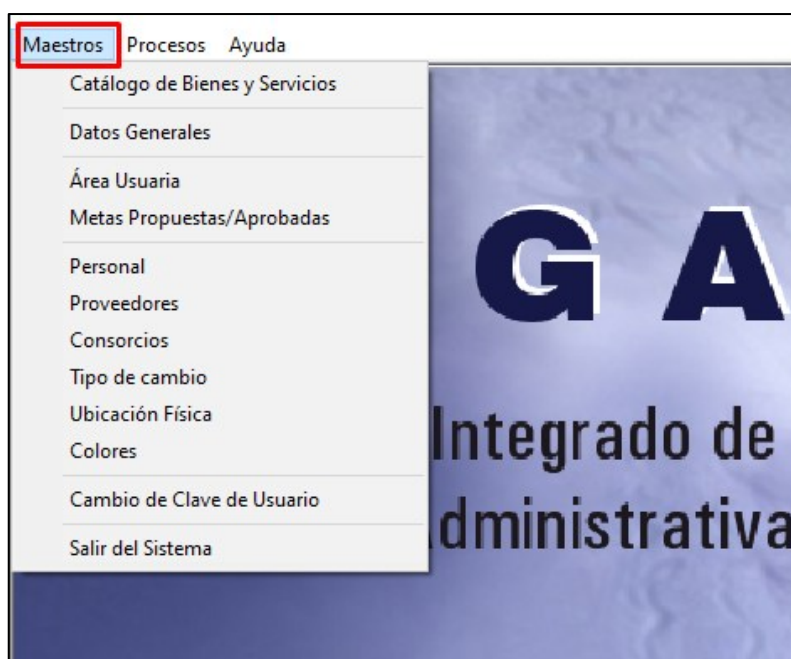 Maestros Procesos Ayuda
Catálogo de Bienes y Servicios
Datos Generales
Área Usuaria
Metas Propuestas/Aprobadas
Personal
Proveedores
Consorcios
Tipo de cambio
Ubicación Física
Colores
Cambio de Clave de Usuario
Salir del Sistema
G A
Integrado de
dministrativa